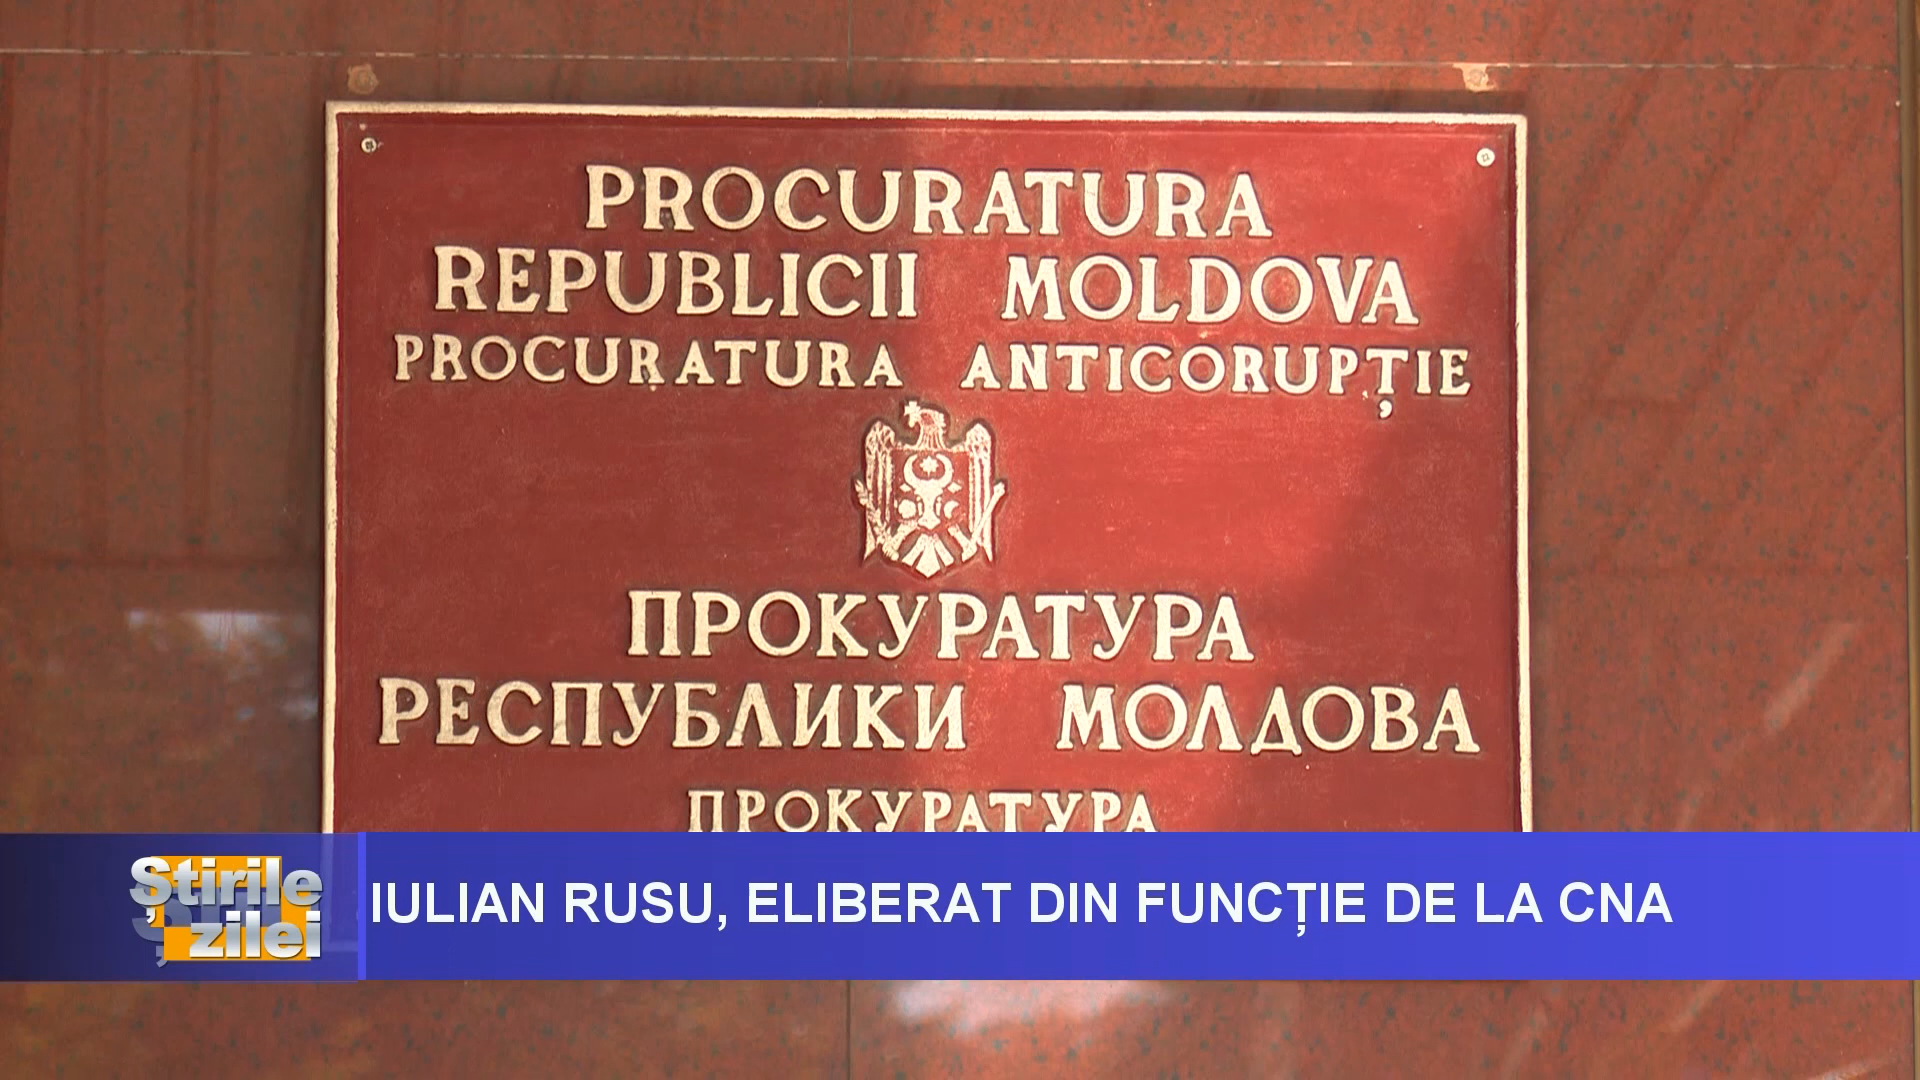 PROCURATURA
REPUBLICII MOLDOVA
PROCURATURA ANTICORUPȚIE
ПРОКУРАТУРА
РЕСПУБЛИКИ МОЛДОВА
ПРОКУРАТУРА
Știrile
zilei
IULIAN RUSU, ELIBERAT DIN FUNCȚIE DE LA CNA